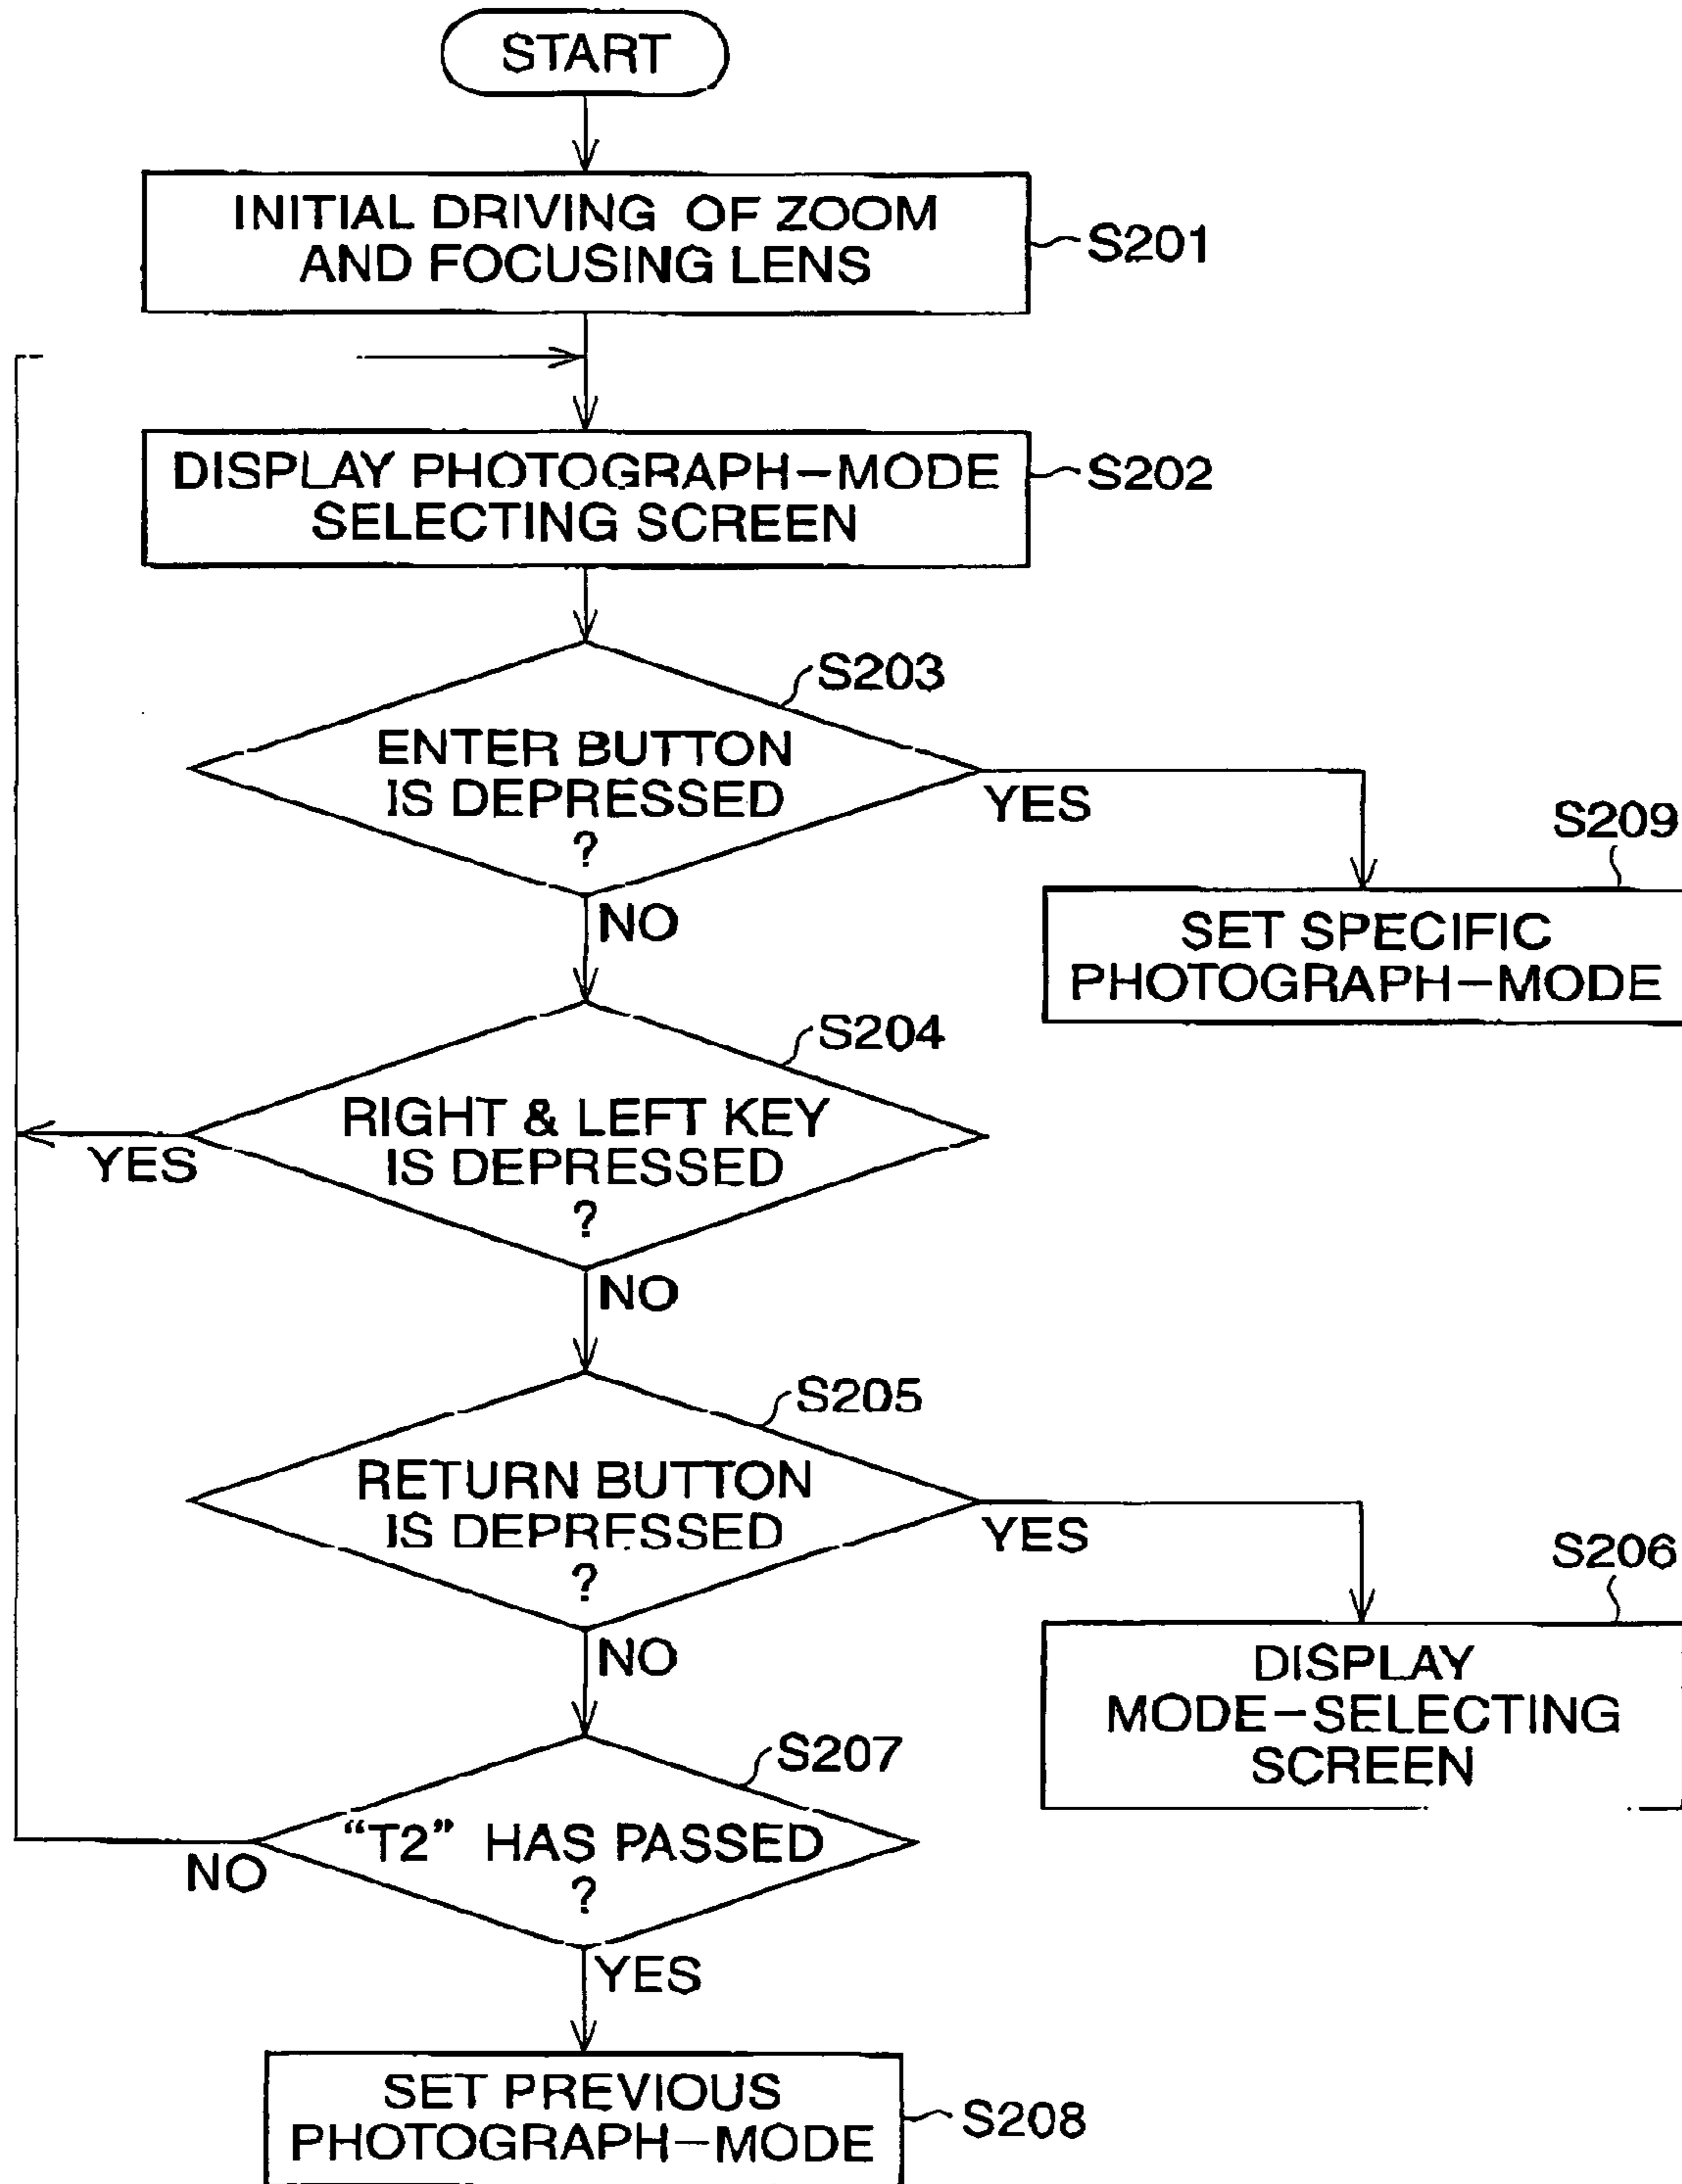 START
INITIAL DRIVING OF ZOOM
AND FOCUSING LENS
S201
DISPLAY PHOTOGRAPH-MODE
SELECTING SCREEN
S202
S203
ENTER BUTTON
IS DEPRESSED
?
YES
NO
S209
SET SPECIFIC
PHOTOGRAPH-MODE
S204
RIGHT & LEFT KEY
IS DEPRESSED
?
YES
NO
S205
RETURN BUTTON
IS DEPRESSED
?
YES
NO
S206
DISPLAY
MODE-SELECTING
SCREEN
S207
“T2” HAS PASSED
?
NO
YES
SET PREVIOUS
PHOTOGRAPH-MODE
S208